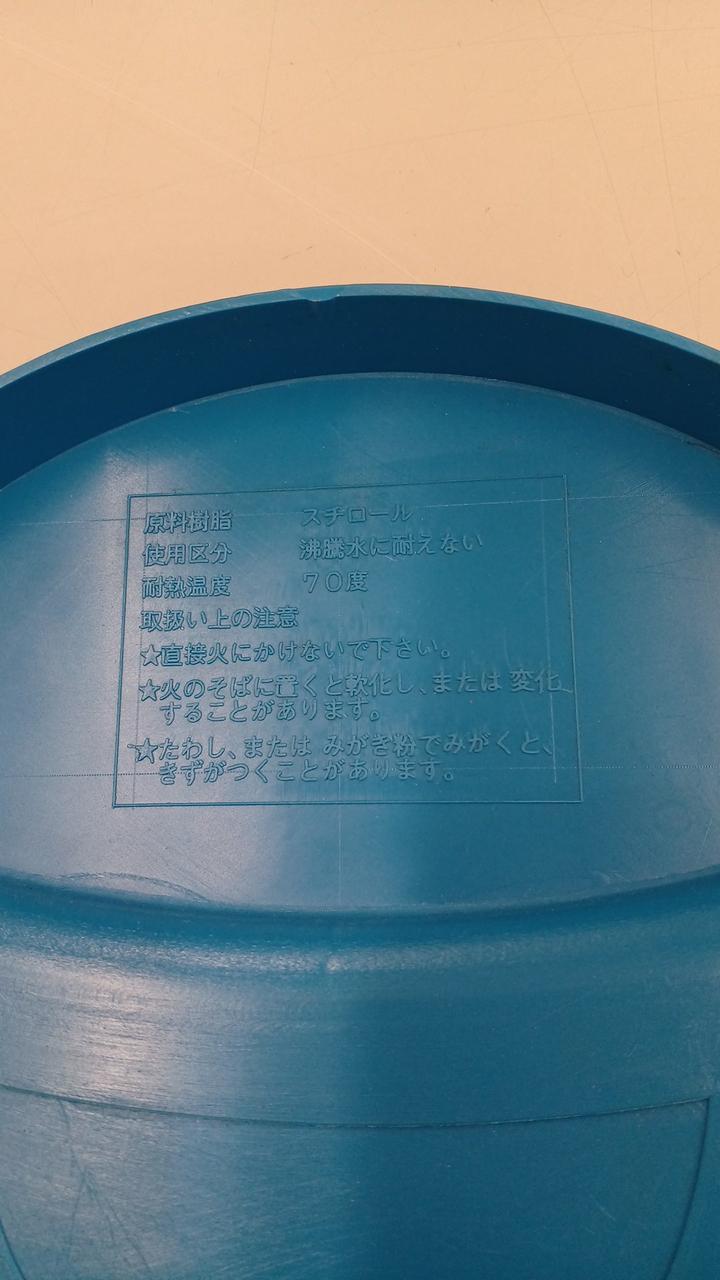 原料樹脂 スチロール
使用区分 沸騰水に耐えない
耐熱温度 70度
取扱い上の注意
★直接火にかけないで下さい。
★火のそばに置くと軟化し、または変化
することがあります。
★たわし、または みがき粉でみがくと、
きずがつくことがあります。